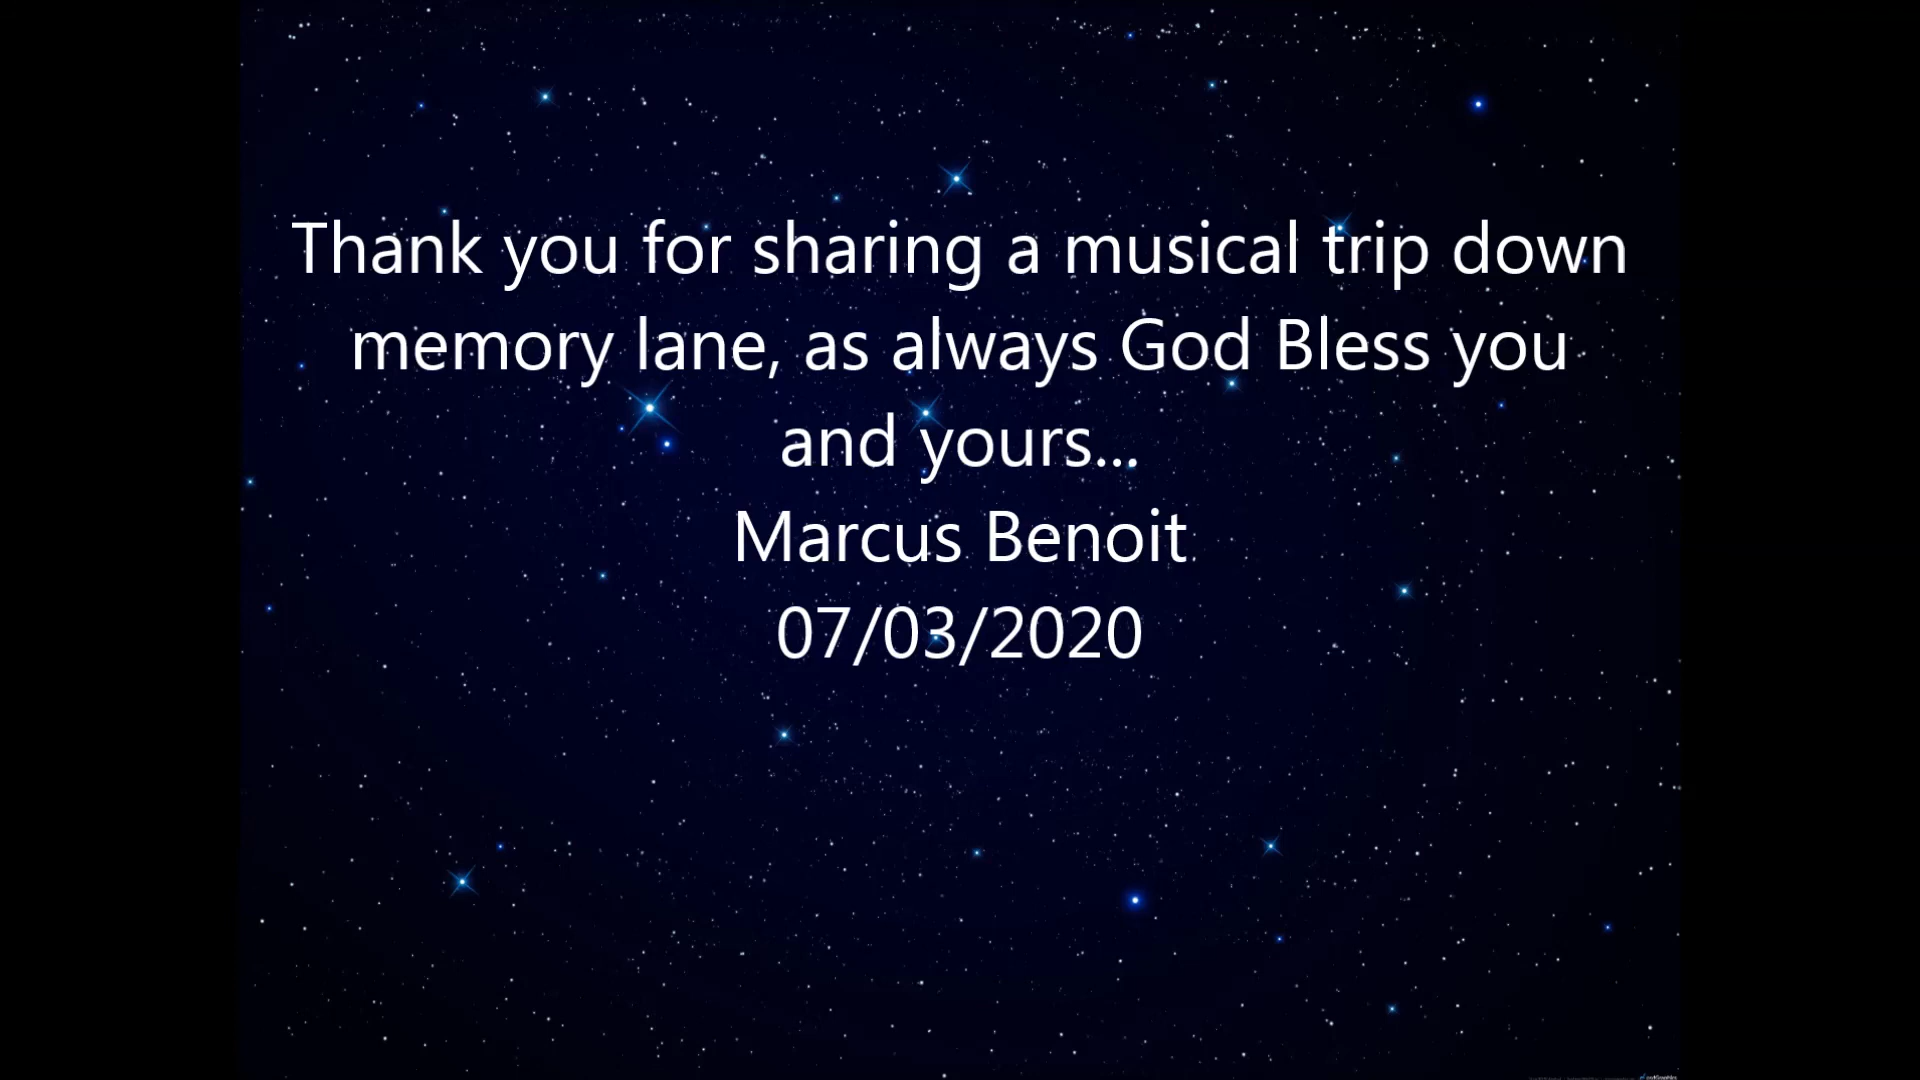 Thank you for sharing a musical trip down
memory lane, as always God Bless you
and yours...
Marcus Benoit
07/03/2020